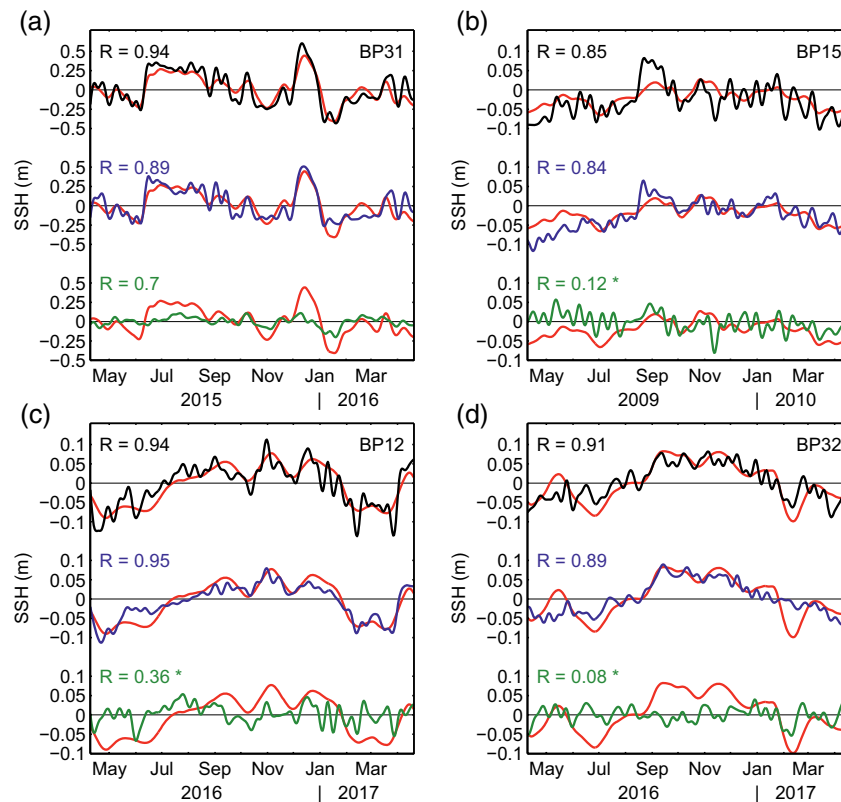 (a)
R = 0.94 BP31
0.5
0.25
0
−0.25
−0.5
R = 0.89
0.5
0.25
0
−0.25
−0.5
R = 0.7
0.5
0.25
0
−0.25
−0.5
SSH (m)
May Jul Sep Nov Jan Mar
2015 | 2016
(b)
R = 0.85 BP15
0.1
0.05
0
−0.05
−0.1
R = 0.84
0.1
0.05
0
−0.05
−0.1
R = 0.12 *
0.1
0.05
0
−0.05
−0.1
SSH (m)
May Jul Sep Nov Jan Mar
2009 | 2010
(c)
R = 0.94 BP12
0.1
0.05
0
−0.05
−0.1
R = 0.95
0.1
0.05
0
−0.05
−0.1
R = 0.36 *
0.1
0.05
0
−0.05
−0.1
SSH (m)
May Jul Sep Nov Jan Mar
2016 | 2017
(d)
R = 0.91 BP32
0.1
0.05
0
−0.05
−0.1
R = 0.89
0.1
0.05
0
−0.05
−0.1
R = 0.08 *
0.1
0.05
0
−0.05
−0.1
SSH (m)
May Jul Sep Nov Jan Mar
2016 | 2017